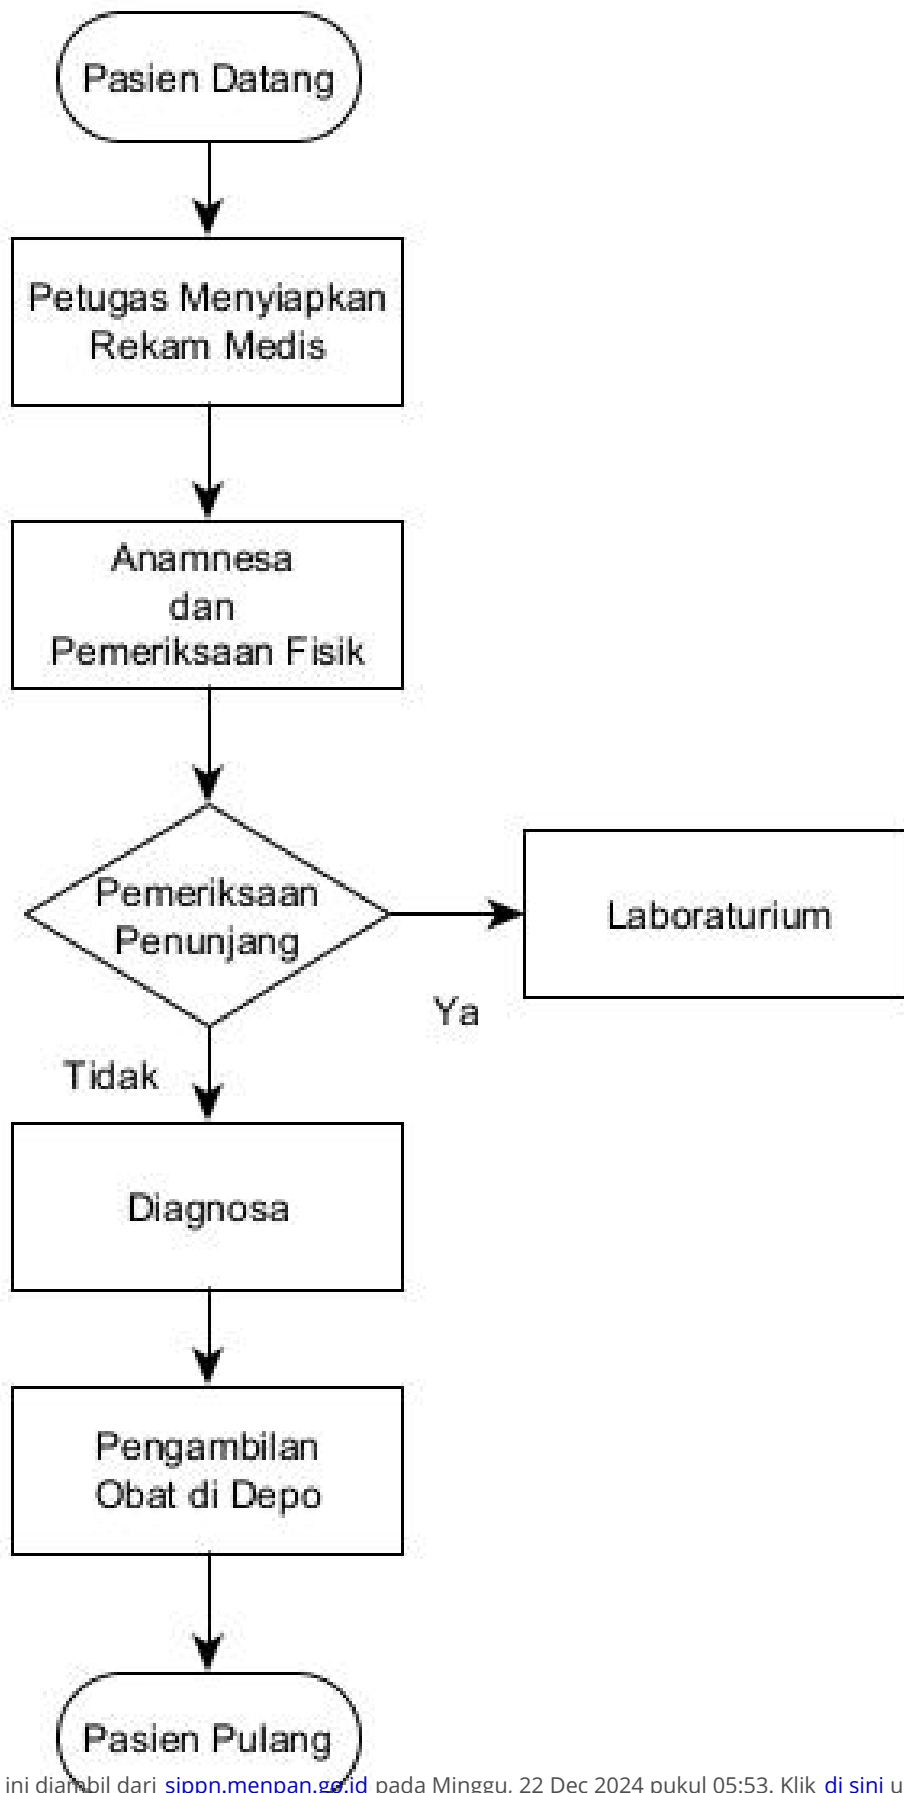 Pasien Datang
Petugas Menyiapkan
Rekam Medis
Anamnesa
dan
Pemeriksaan Fisik
Pemeriksaan
Penunjang
Laboraturium
Ya
Tidak
Diagnosa
Pengambilan
Obat di Depo
Pasien Pulang
ini diambil dari sippn.menpan.go.id pada Minggu, 22 Dec 2024 pukul 05:53. Klik di sini u